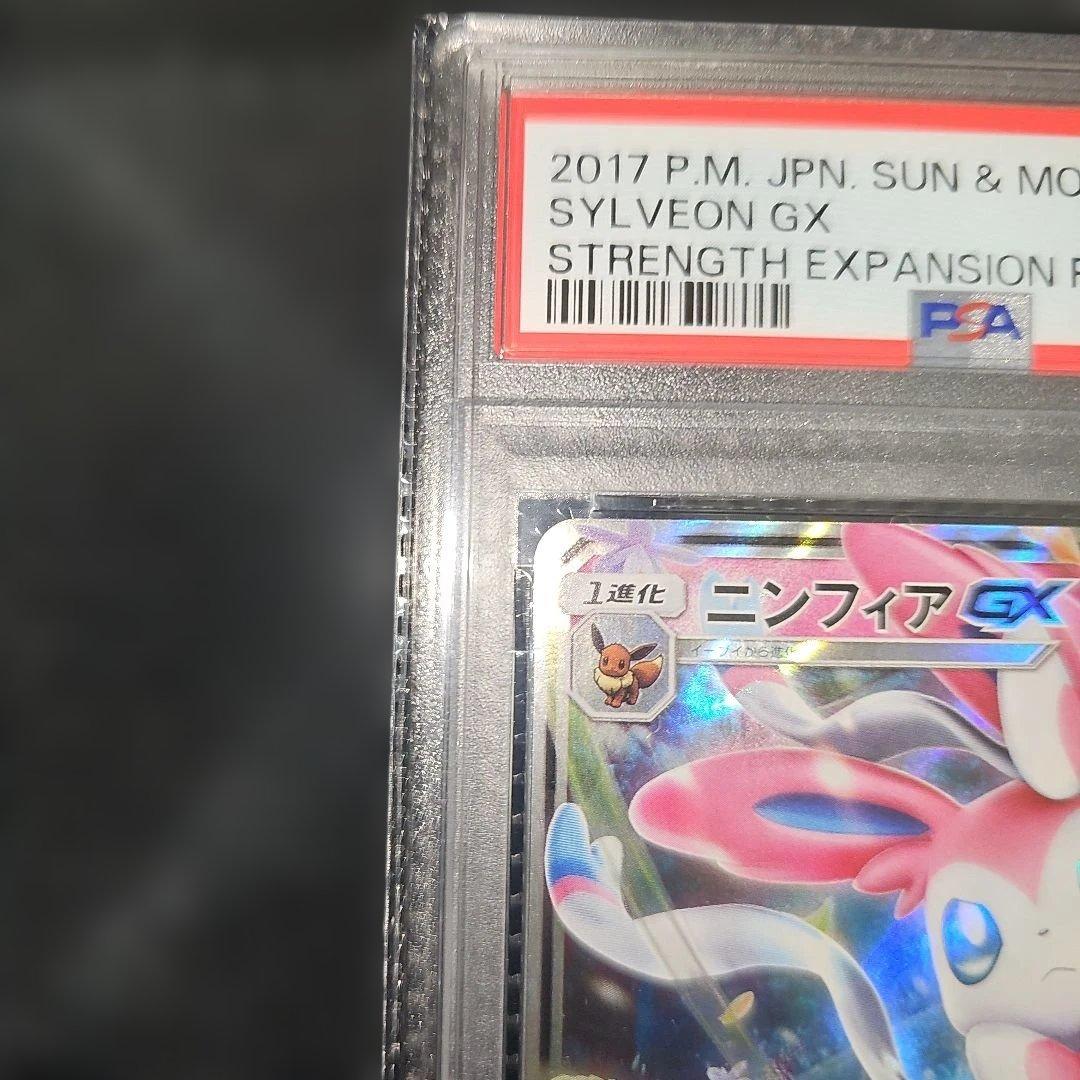 2017 P.M. JPN. SUN & MO
SYLVEON GX
STRENGTH EXPANSION P
PSA
1進化
ニンフィアGX
イーブイから進化